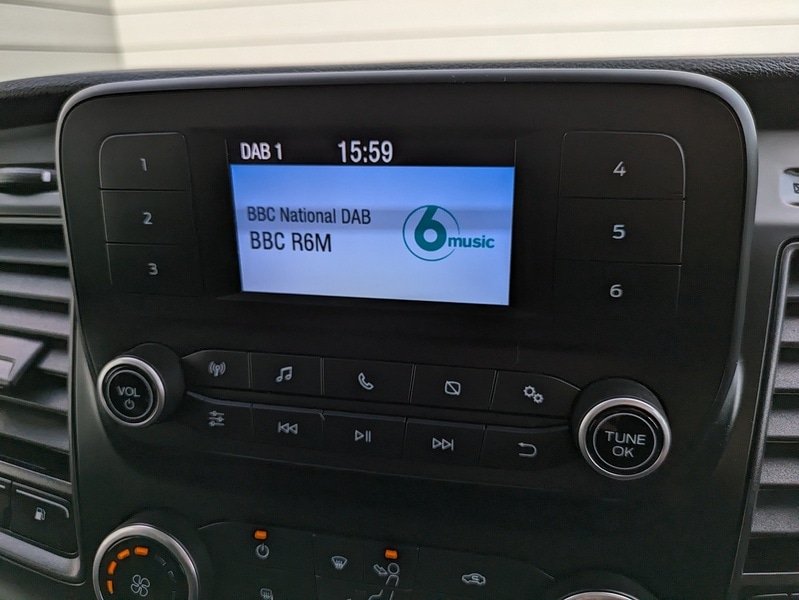 DAB 1 15:59
1
2
3
BBC National DAB
BBC R6M
6 music
4
5
6
VOL
TUNE
OK